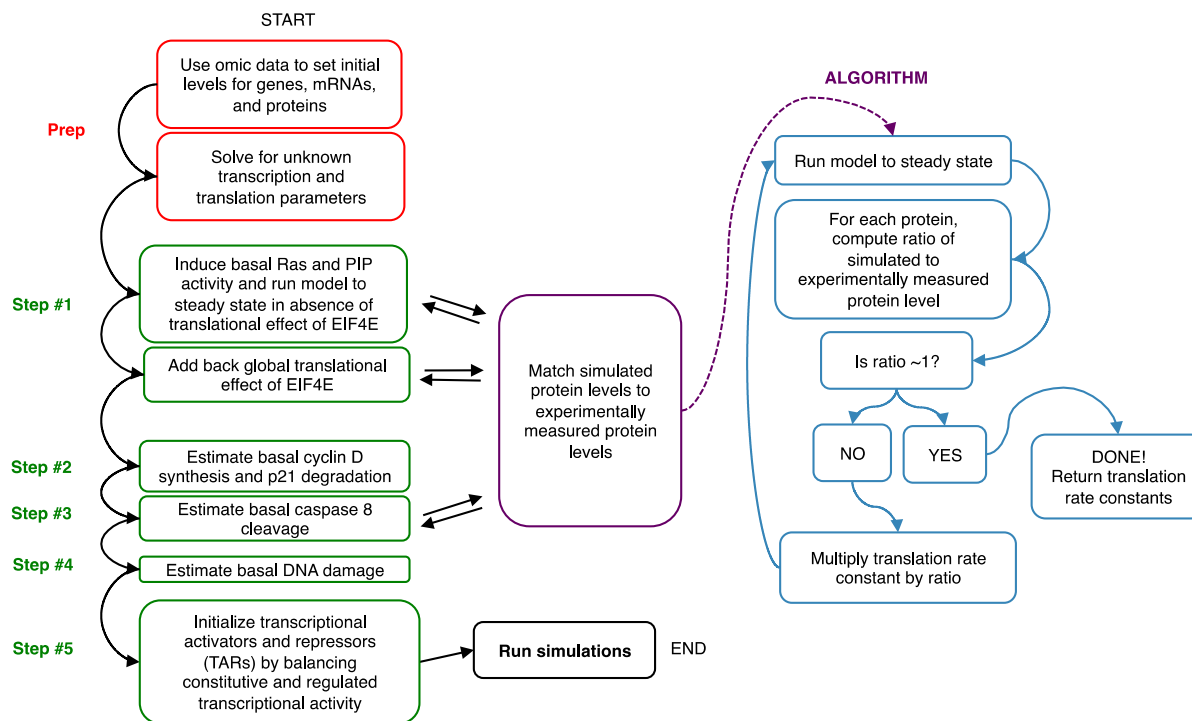 START
Use omic data to set initial
levels for genes, mRNAs,
and proteins
Prep
Solve for unknown
transcription and
translation parameters
Step #1
Induce basal Ras and PIP
activity and run model to
steady state in absence of
translational effect of EIF4E
Add back global translational
effect of EIF4E
Step #2
Estimate basal cyclin D
synthesis and p21 degradation
Step #3
Estimate basal caspase 8
cleavage
Step #4
Estimate basal DNA damage
Step #5
Initialize transcriptional
activators and repressors
(TARs) by balancing
constitutive and regulated
transcriptional activity
Run simulations
END
Match simulated
protein levels to
experimentally
measured protein
levels
ALGORITHM
Run model to steady state
For each protein,
compute ratio of
simulated to
experimentally measured
protein level
Is ratio ~1?
NO
YES
DONE!
Return translation
rate constants
Multiply translation rate
constant by ratio